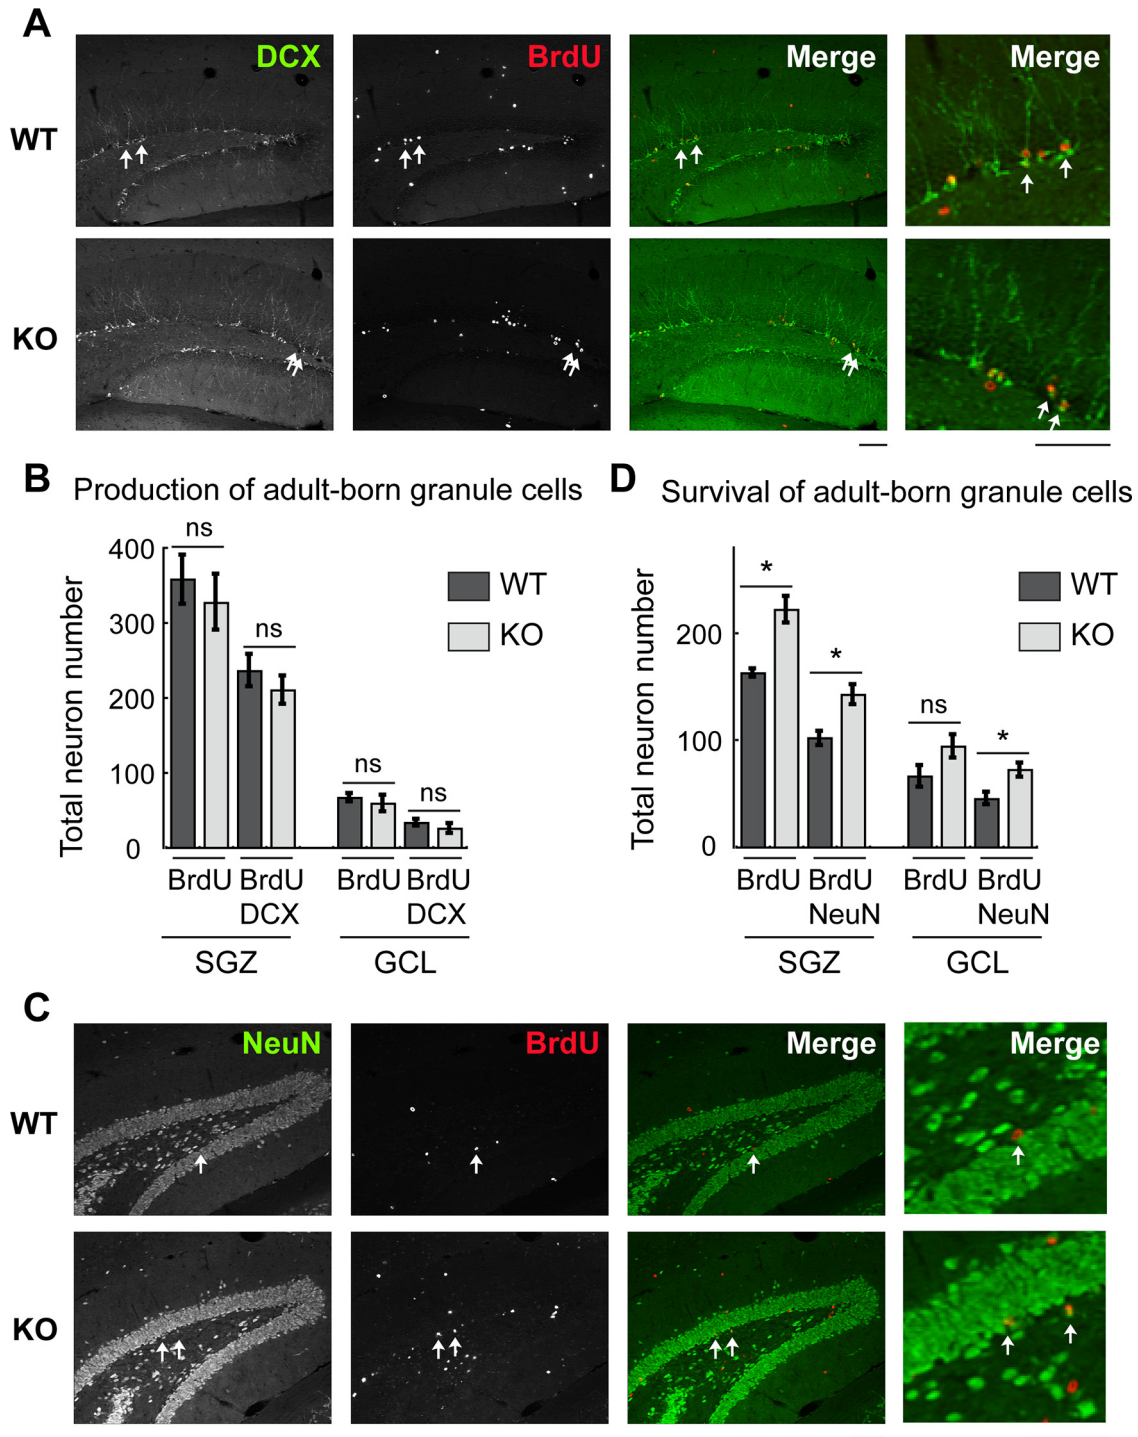 A
DCX
BrdU
Merge
Merge
WT
KO
B
Production of adult-born granule cells
Total neuron number
400
300
200
100
0
ns
ns
ns
ns
WT
KO
BrdU
BrdU
BrdU
BrdU
DCX
DCX
SGZ
GCL
D
Survival of adult-born granule cells
Total neuron number
200
100
0
*
*
ns
*
WT
KO
BrdU
BrdU
BrdU
BrdU
NeuN
NeuN
SGZ
GCL
C
NeuN
BrdU
Merge
Merge
WT
KO